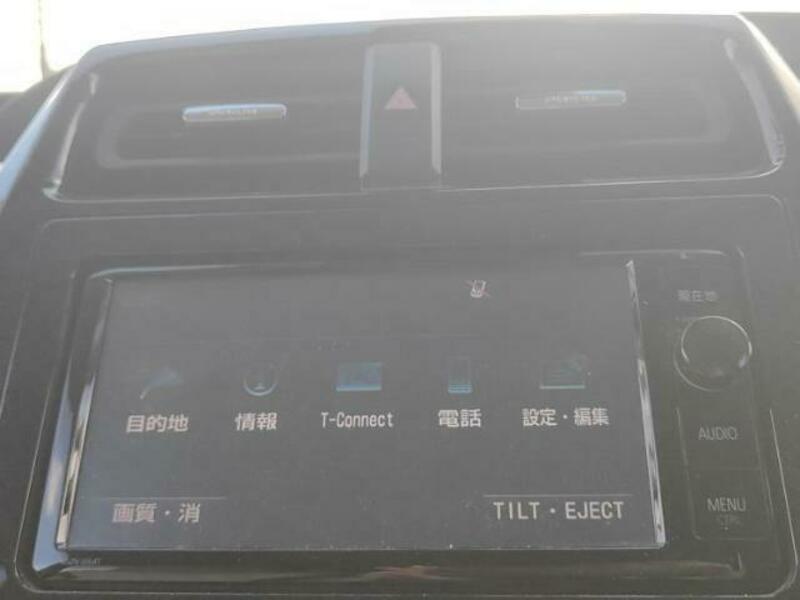 現在地
目的地 情報 T-Connect 電話 設定・編集
AUDIO
画質・消 TILT・EJECT
MENU
CTRL